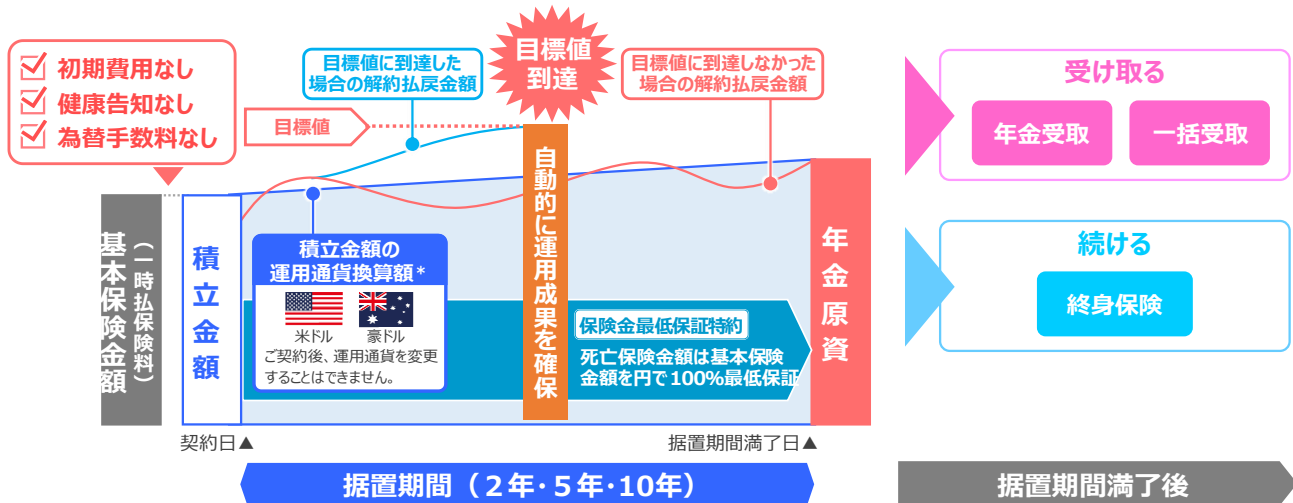 初期費用なし
健康告知なし
為替手数料なし
目標値に到達した
場合の解約払戻金額
目標値
到達
目標値に到達しなかった
場合の解約払戻金額
目標値
基本保険金額
（一時払保険料）
積立金額
積立金額の
運用通貨換算額*
米ドル
豪ドル
ご契約後、運用通貨を変更
することはできません。
自動的に運用成果を確保
保険金最低保証特約
死亡保険金額は基本保険
金額を円で100%最低保証
年金原資
契約日▲
据置期間満了日▲
据置期間（２年・５年・10年）
受け取る
年金受取
一括受取
続ける
終身保険
据置期間満了後